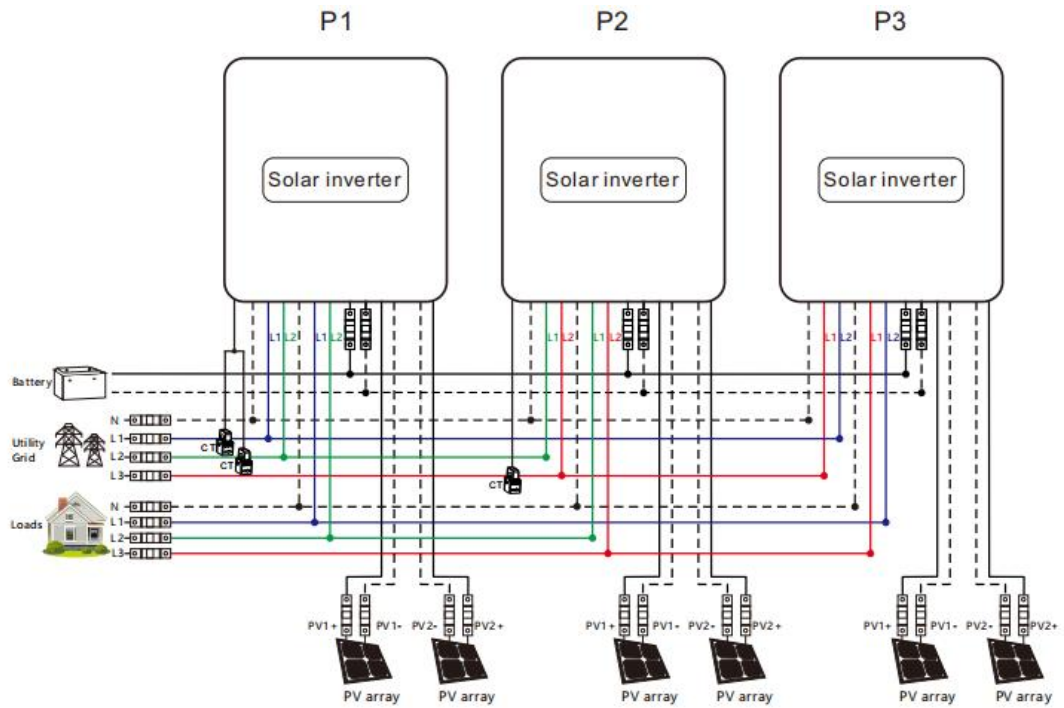 P1
P2
P3
Solar inverter
Solar inverter
Solar inverter
L1
L2
L1
L2
L1
L2
L1
L2
L1
L2
L1
L2
Battery
Utility
Grid
N
L1
L2
L3
CT
CT
CT
Loads
N
L1
L2
L3
PV1+
PV1-
PV2-
PV2+
PV1+
PV1-
PV2-
PV2+
PV1+
PV1-
PV2-
PV2+
PV array
PV array
PV array
PV array
PV array
PV array